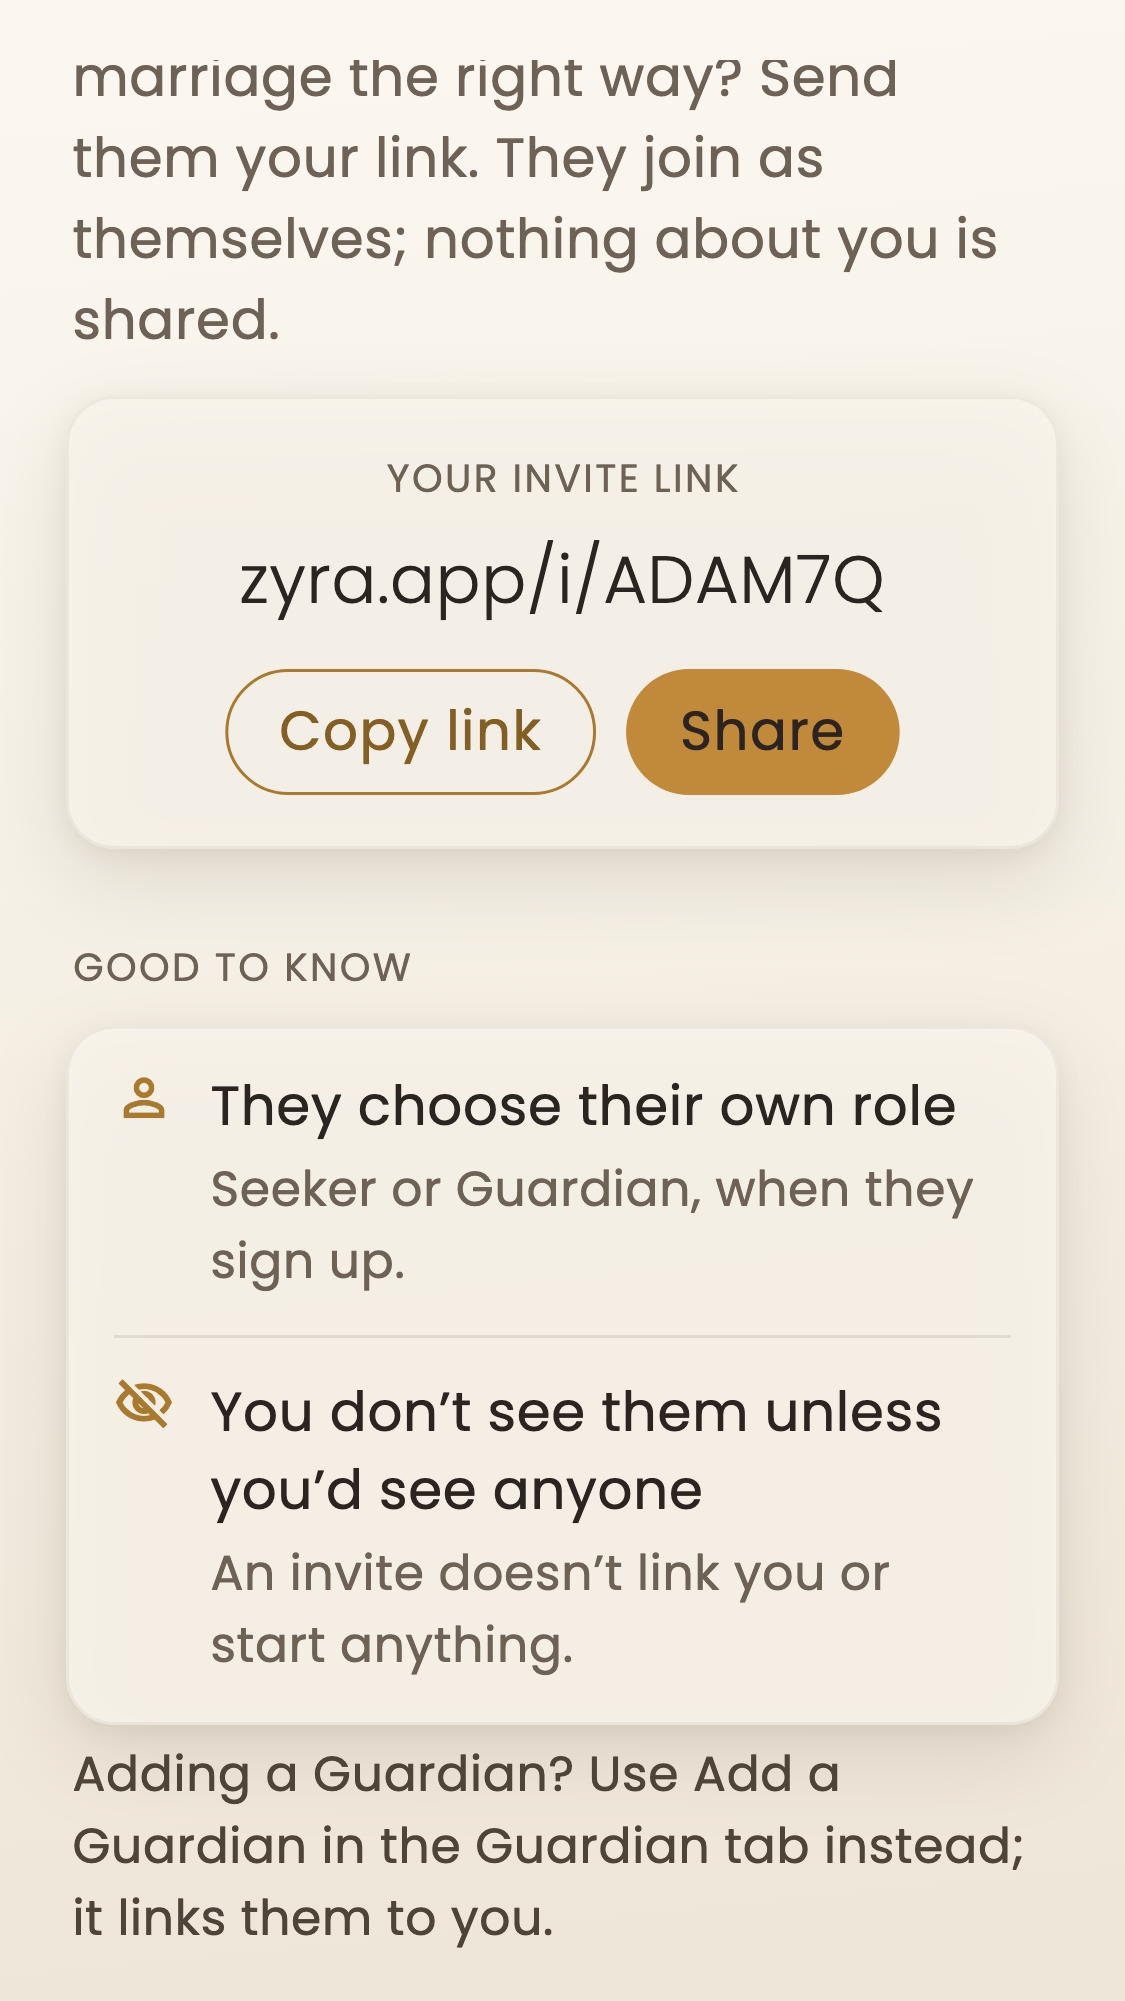 marriage the right way? Send
them your link. They join as
themselves; nothing about you is
shared.
YOUR INVITE LINK
zyra.app/i/ADAM7Q
Copy link
Share
GOOD TO KNOW
They choose their own role
Seeker or Guardian, when they
sign up.
You don’t see them unless
you’d see anyone
An invite doesn’t link you or
start anything.
Adding a Guardian? Use Add a
Guardian in the Guardian tab instead;
it links them to you.